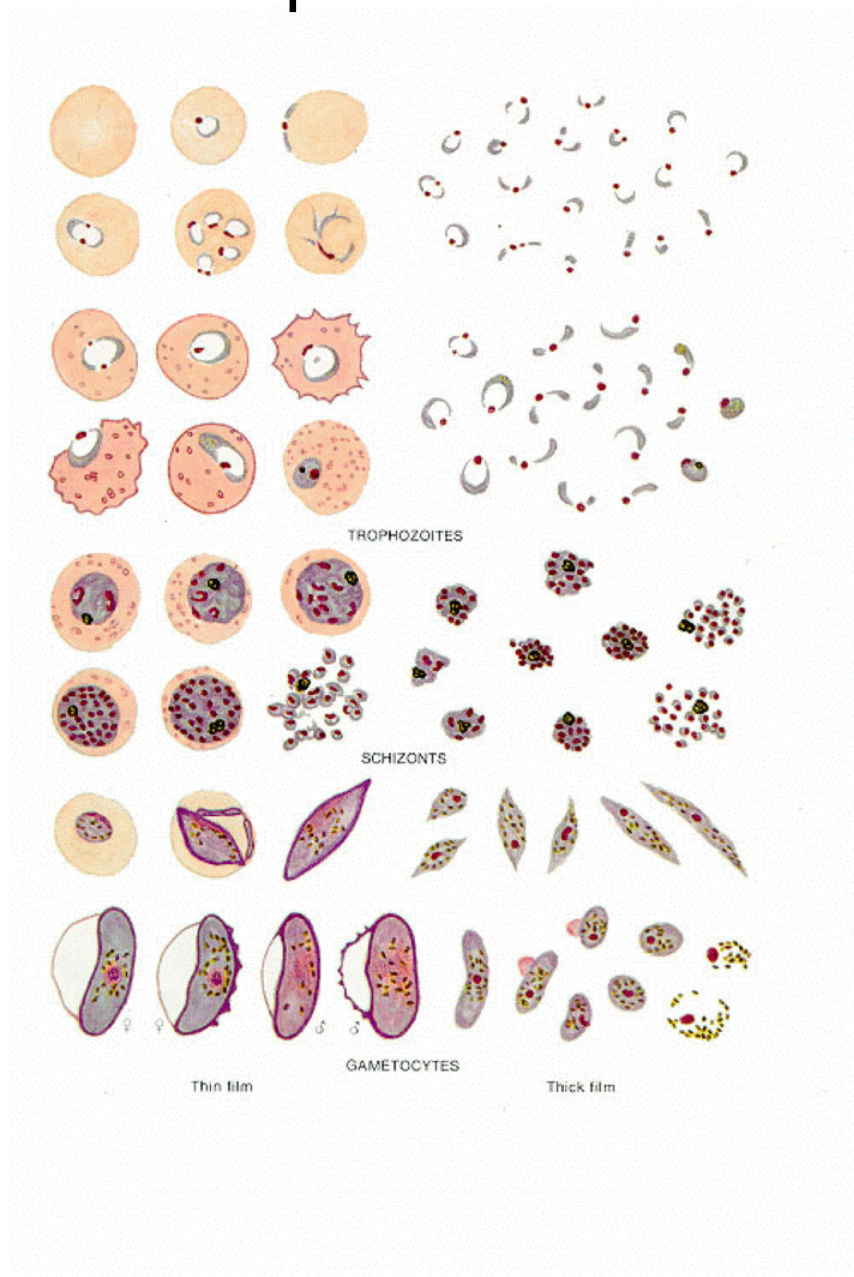 TROPHOZOITES
SCHIZONTS
♀ ♀ ♂ ♂
GAMETOCYTES
Thin film Thick film